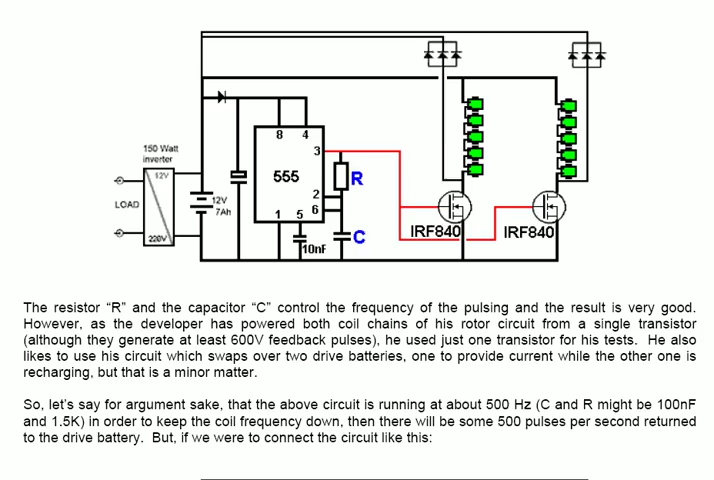 8 4
150 Watt
inverter
3
12V
R
555
2
LOAD
12V
7Ah
6
1 5
220V
C
10nF
IRF840
IRF840
The resistor “R” and the capacitor “C” control the frequency of the pulsing and the result is very good.
However, as the developer has powered both coil chains of his rotor circuit from a single transistor
(although they generate at least 600V feedback pulses), he used just one transistor for his tests. He also
likes to use his circuit which swaps over two drive batteries, one to provide current while the other one is
recharging, but that is a minor matter.
So, let’s say for argument sake, that the above circuit is running at about 500 Hz (C and R might be 100nF
and 1.5K) in order to keep the coil frequency down, then there will be some 500 pulses per second returned
to the drive battery. But, if we were to connect the circuit like this: